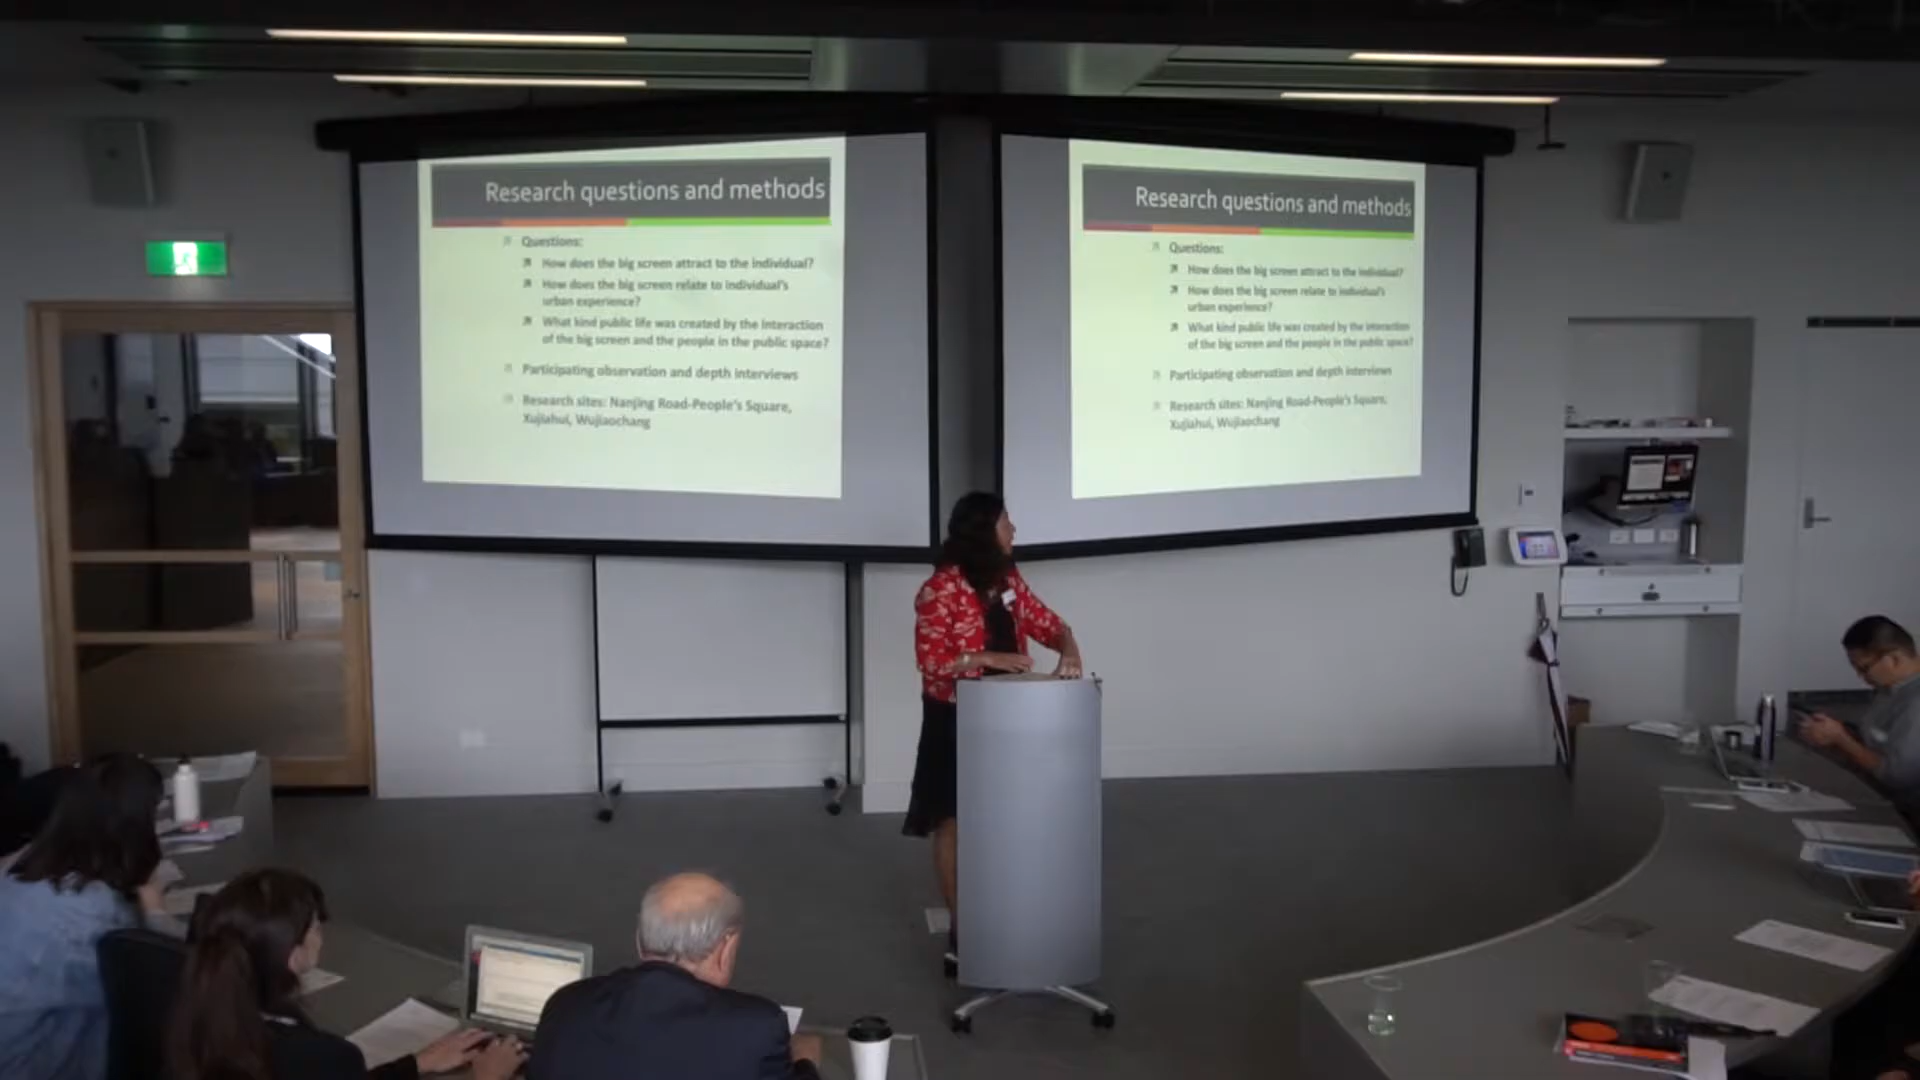 Research questions and methods
Questions:
How does the big screen attract to the individual?
How does the big screen relate to individual's
urban experience?
What kind public life was created by the interaction
of the big screen and the people in the public space?
Participating observation and depth interviews
Research sites: Nanjing Road-People's Square,
Xujiahui, Wujiaochang
Research questions and methods
Questions:
How does the big screen attract to the individual?
How does the big screen relate to individual's
urban experience?
What kind public life was created by the interaction
of the big screen and the people in the public space?
Participating observation and depth interviews
Research sites: Nanjing Road-People's Square,
Xujiahui, Wujiaochang